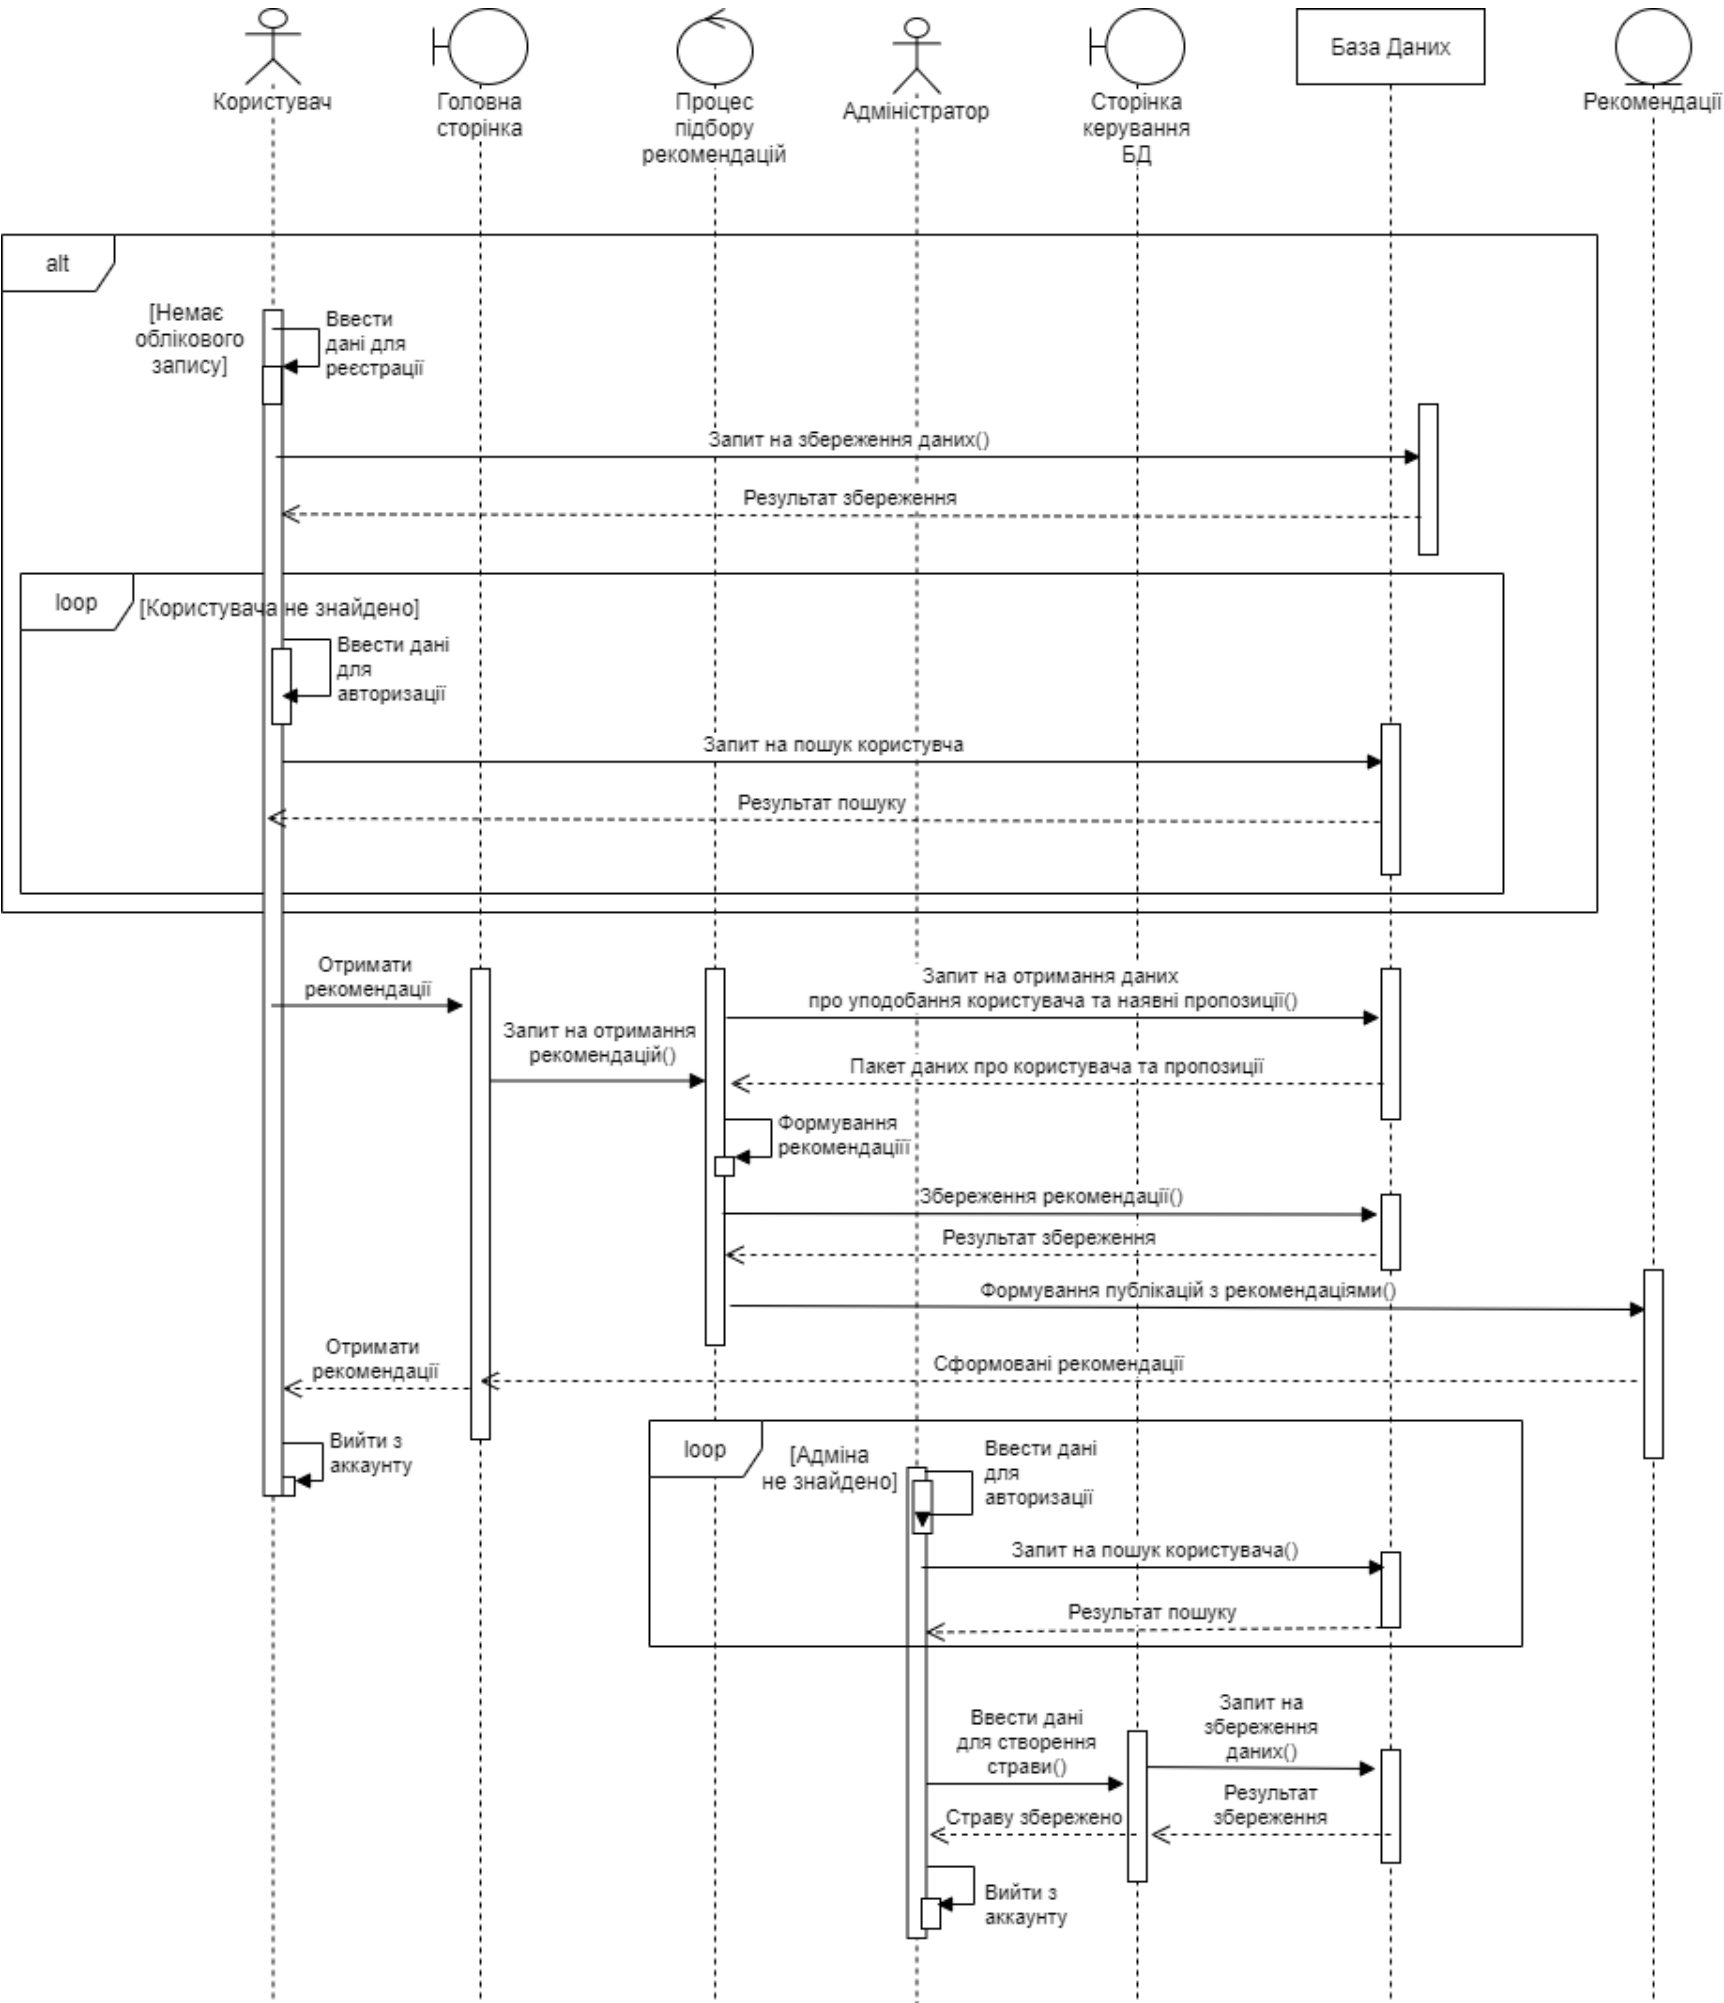 Користувач
Головна
сторінка
Процес
підбору
рекомендацій
Адміністратор
Сторінка
керування
БД
База Даних
Рекомендації
alt
[Немає
облікового
запису]
Ввести
дані для
реєстрації
Запит на збереження даних()
Результат збереження
loop
[Користувача не знайдено]
Ввести дані
для
авторизації
Запит на пошук користувча
Результат пошуку
Отримати
рекомендації
Запит на отримання даних
про уподобання користувача та наявні пропозиції()
Запит на отримання
рекомендацій()
Пакет даних про користувача та пропозиції
Формування
рекомендаціїї
Збереження рекомендації()
Результат збереження
Формування публікацій з рекомендаціями()
Отримати
рекомендації
Сформовані рекомендації
Вийти з
аккаунту
loop
[Адміна
не знайдено]
Ввести дані
для
авторизації
Запит на пошук користувача()
Результат пошуку
Ввести дані
для створення
страви()
Запит на
збереження
даних()
Результат
збереження
Страву збережено
Вийти з
аккаунту